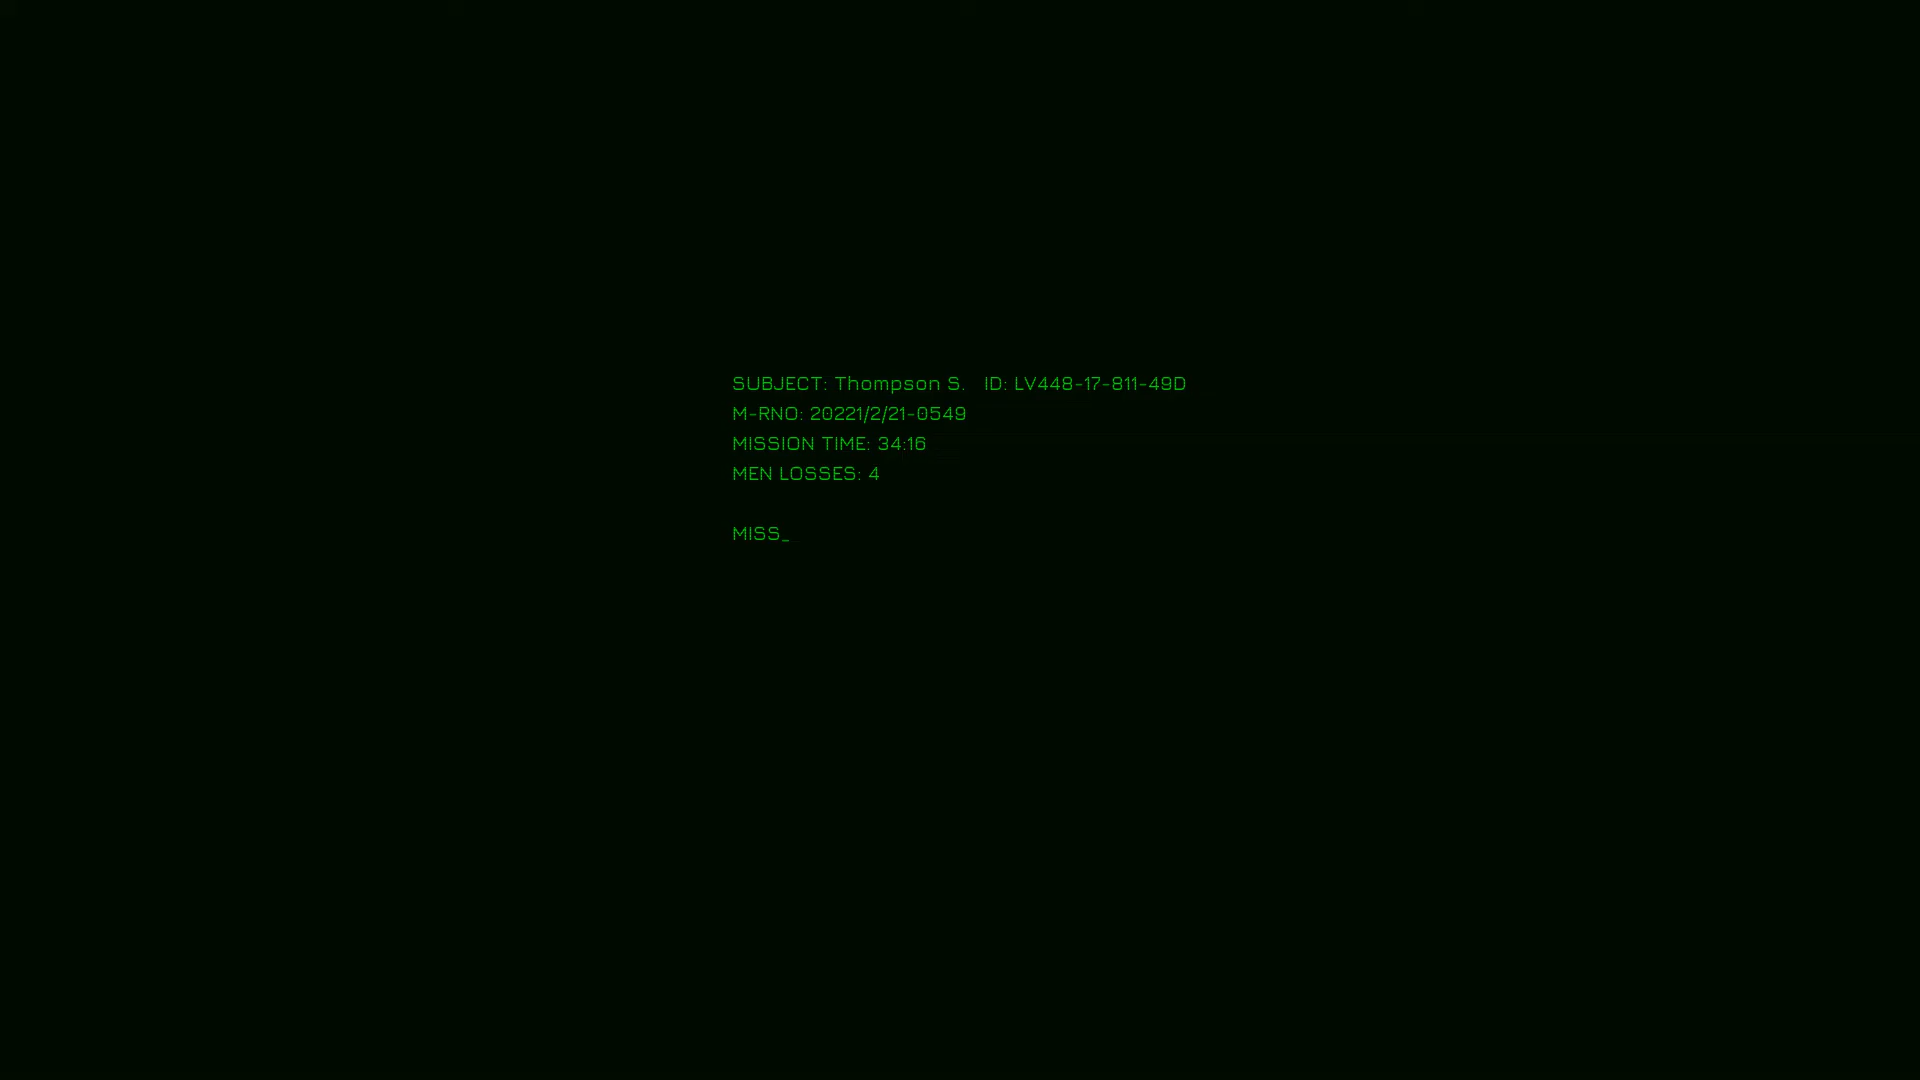 SUBJECT: Thompson S.   ID: LV448-17-811-49D
M-RNO: 20221/2/21-0549
MISSION TIME: 34:16
MEN LOSSES: 4
MISS_